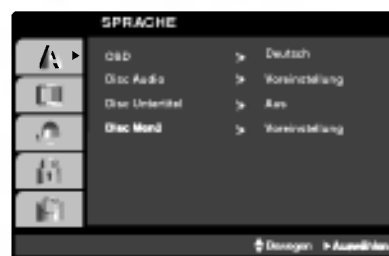 SPRACHE
OSD > Deutsch
Disc Audio > Voreinstellung
Disc Untertitel > Aus
Disc Menü > Voreinstellung
Bewegen Auswählen